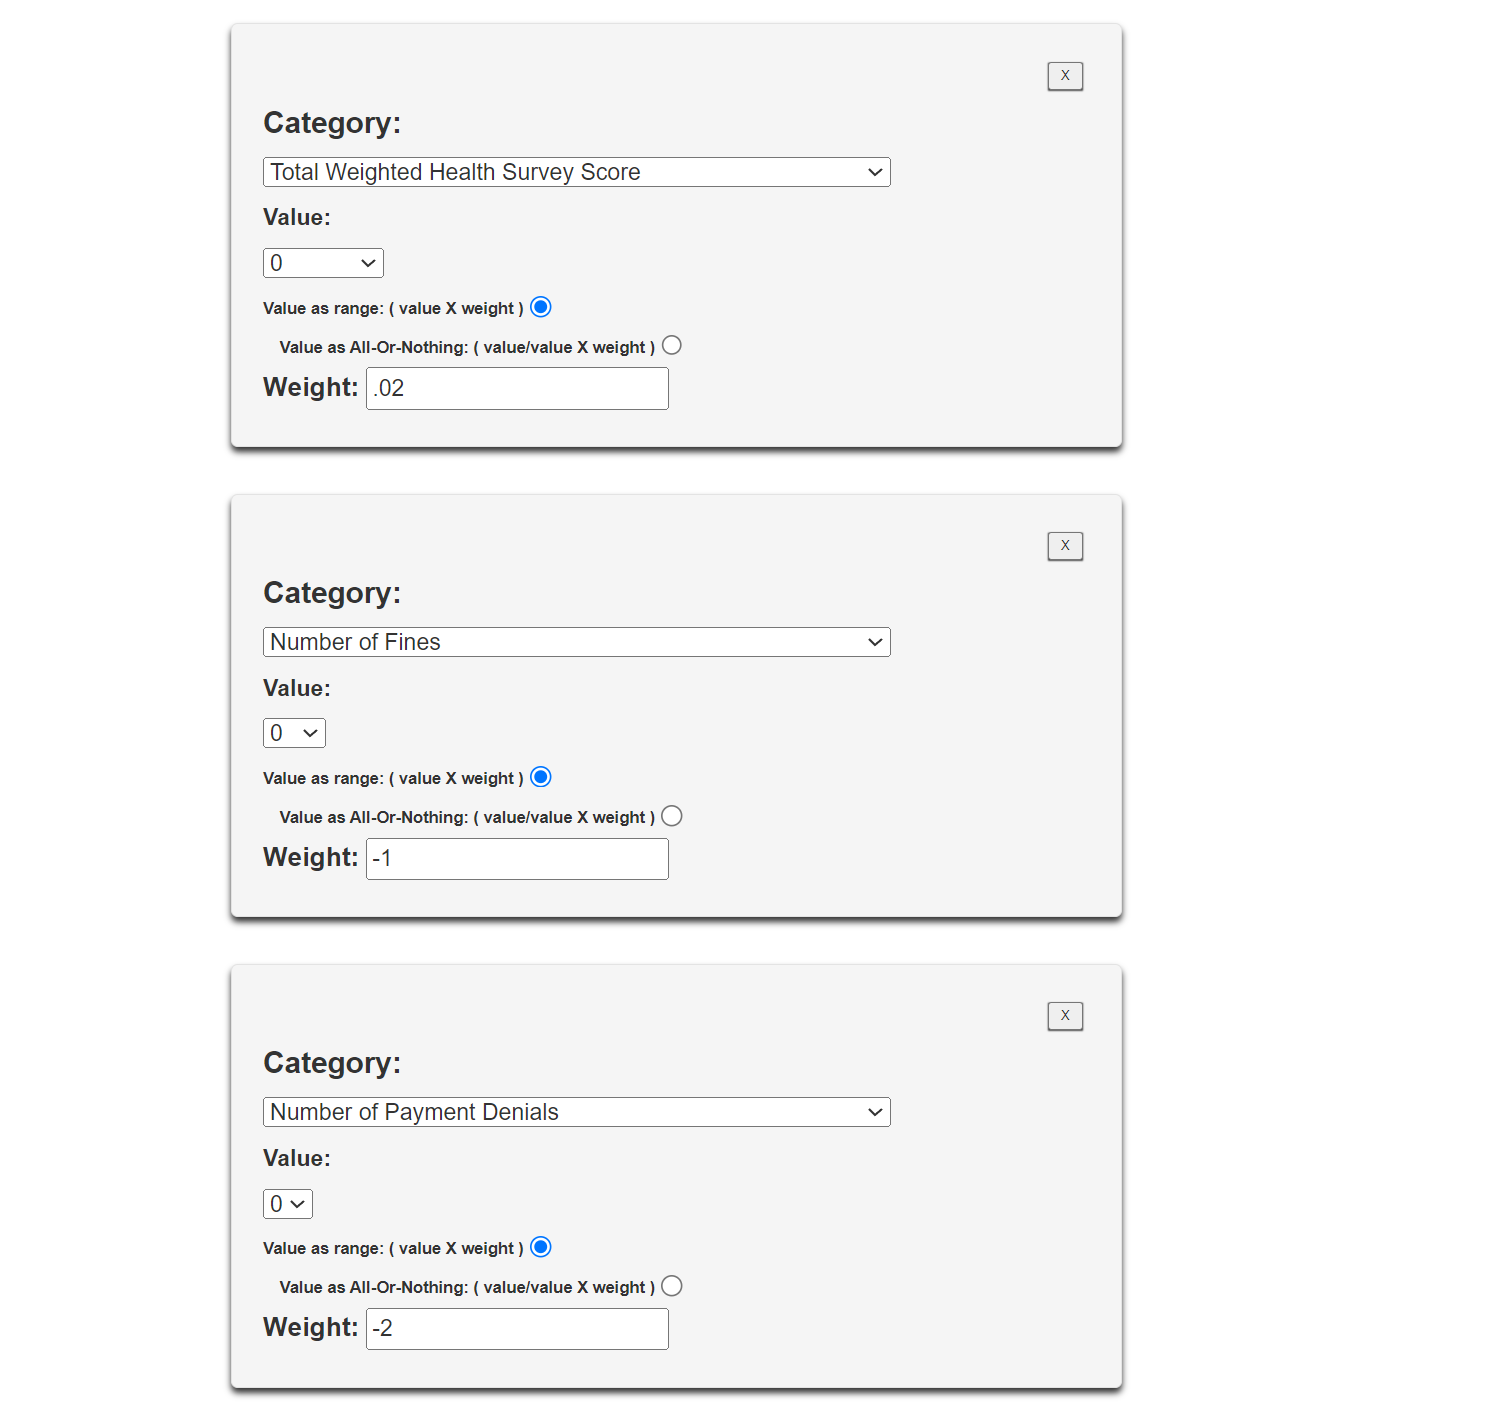 X
Category:
Total Weighted Health Survey Score
Value:
0
Value as range: ( value X weight )
Value as All-Or-Nothing: ( value/value X weight )
Weight: .02
X
Category:
Number of Fines
Value:
0
Value as range: ( value X weight )
Value as All-Or-Nothing: ( value/value X weight )
Weight: -1
X
Category:
Number of Payment Denials
Value:
0
Value as range: ( value X weight )
Value as All-Or-Nothing: ( value/value X weight )
Weight: -2